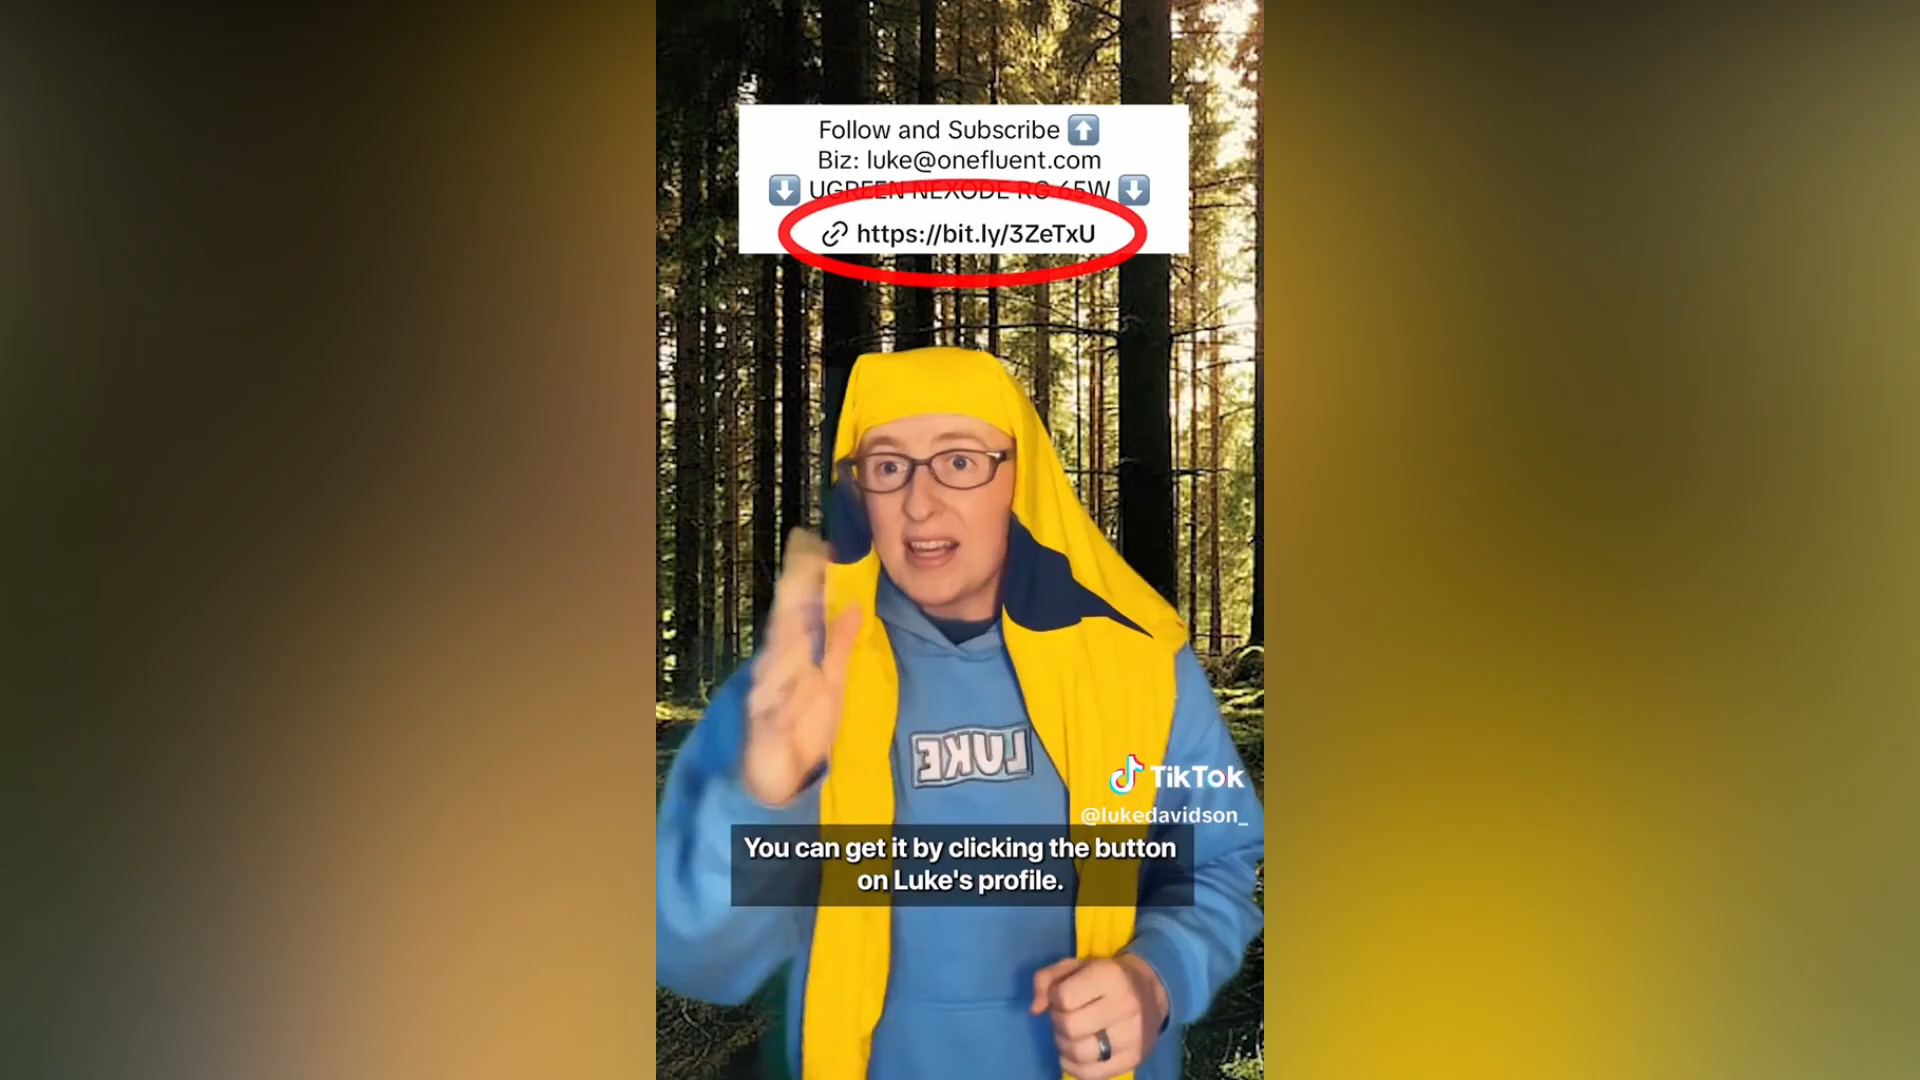 Follow and Subscribe ⬆️
Biz: luke@onefluent.com
⬇️ UGREEN NEXODE RG 65W ⬇️
https://bit.ly/3ZeTxU
LUKE
TikTok
@lukedavidson_
You can get it by clicking the button
on Luke's profile.